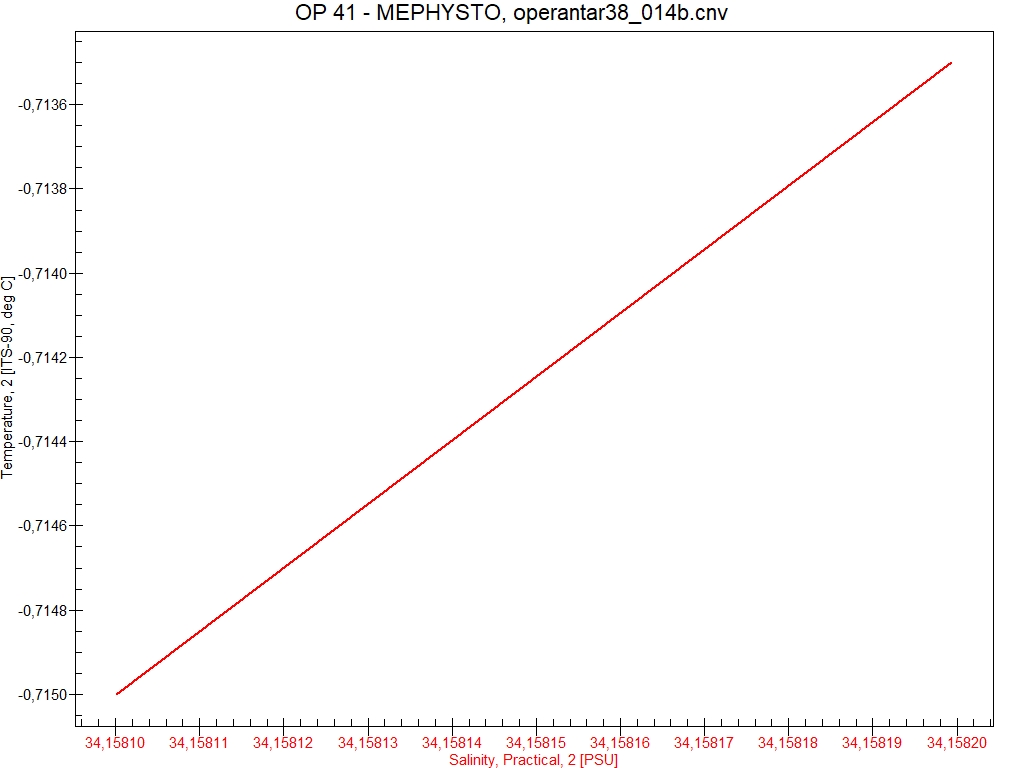 OP 41 - MEPHYSTO, operantar38_014b.cnv
Temperature, 2 [ITS-90, deg C]
-0,7136
-0,7138
-0,7140
-0,7142
-0,7144
-0,7146
-0,7148
-0,7150
34,15810 34,15811 34,15812 34,15813 34,15814 34,15815 34,15816 34,15817 34,15818 34,15819 34,15820
Salinity, Practical, 2 [PSU]